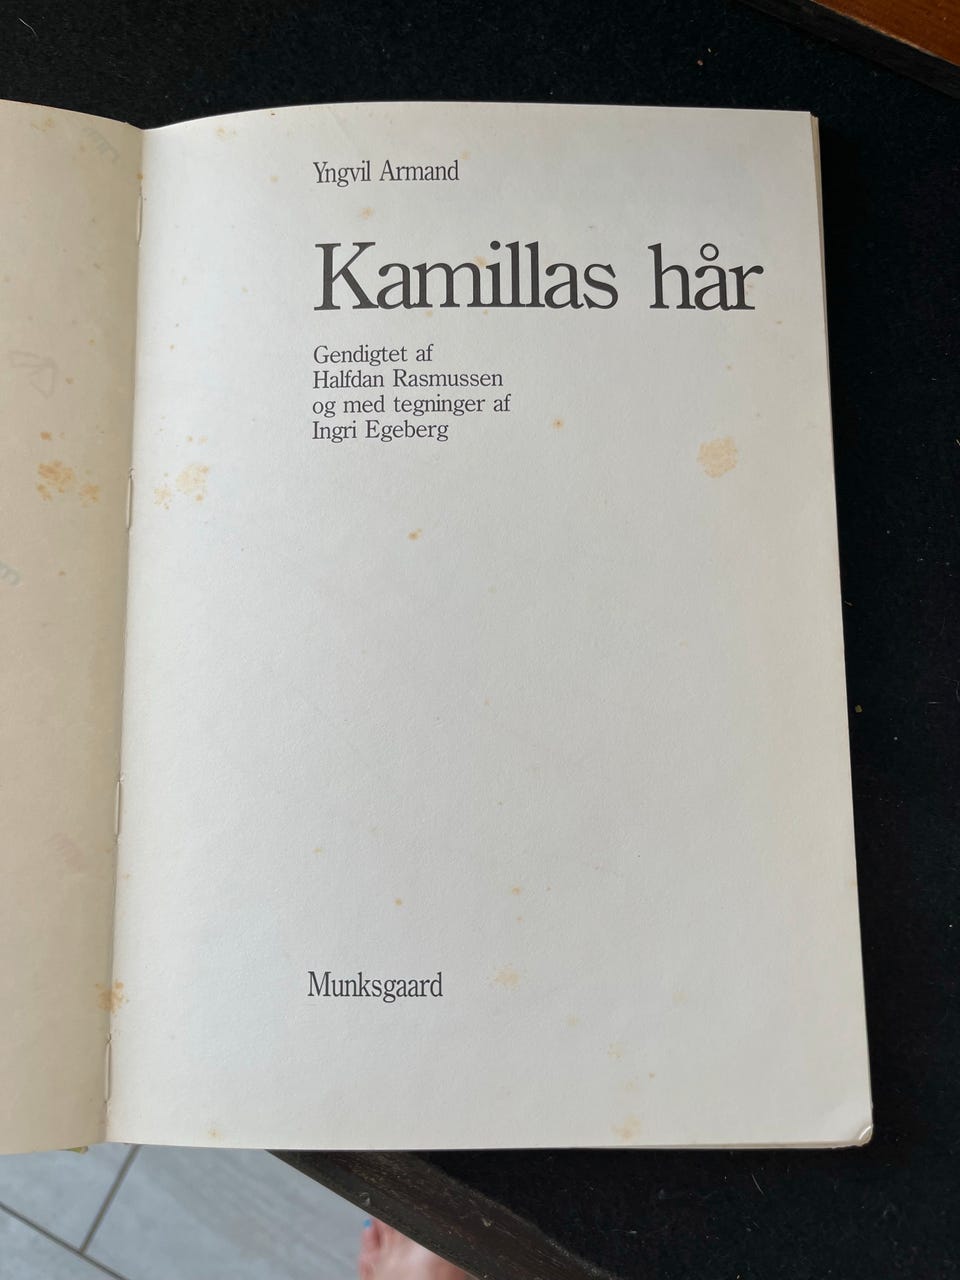 Yngvil Armand
Kamillas hår
Gendigtet af
Halfdan Rasmussen
og med tegninger af
Ingri Egeberg
Munksgaard